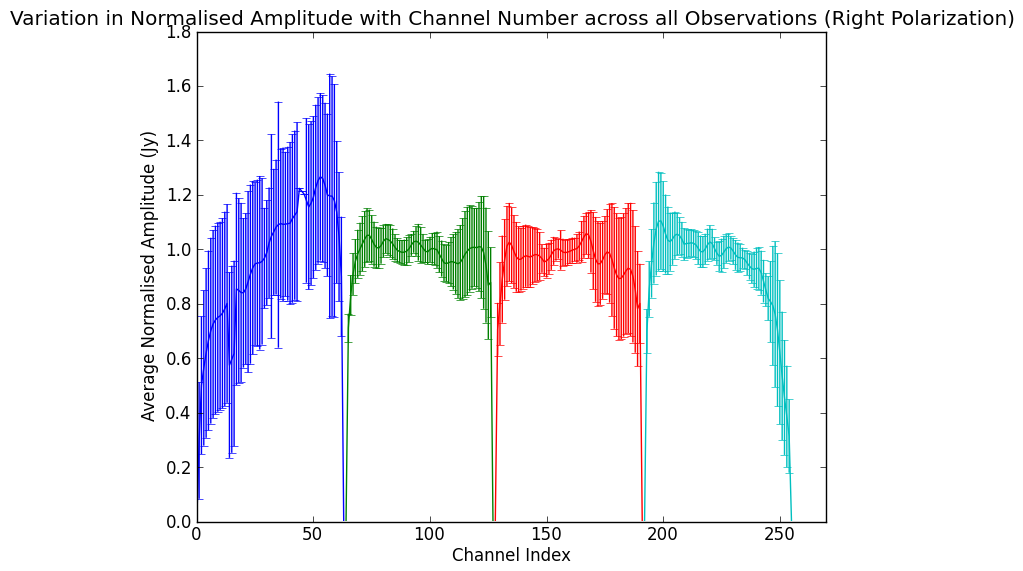 Variation in Normalised Amplitude with Channel Number across all Observations (Right Polarization)
1.8
1.6
1.4
1.2
1.0
0.8
0.6
0.4
0.2
0.0
Average Normalised Amplitude (Jy)
0 50 100 150 200 250
Channel Index